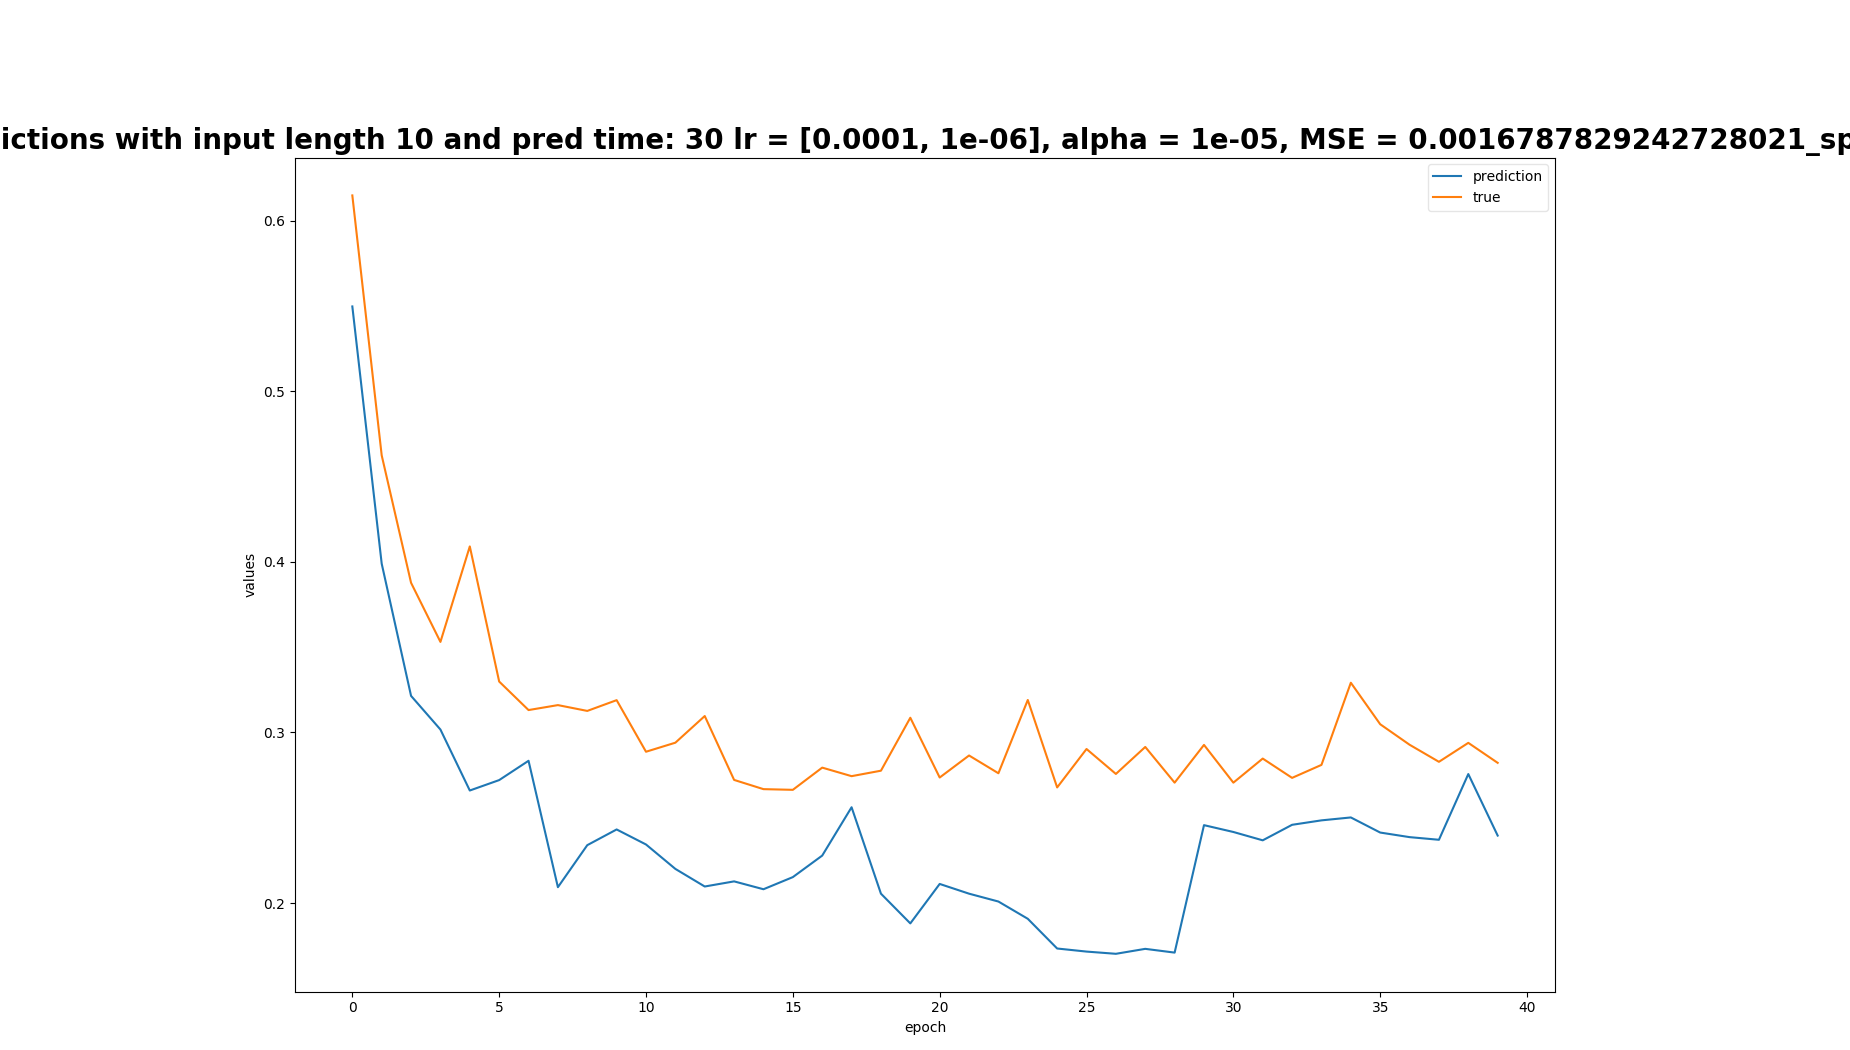 ictions with input length 10 and pred time: 30 lr = [0.0001, 1e-06], alpha = 1e-05, MSE = 0.0016787829242728021_sp
prediction
true
0.6
0.5
0.4
0.3
0.2
values
0 5 10 15 20 25 30 35 40
epoch